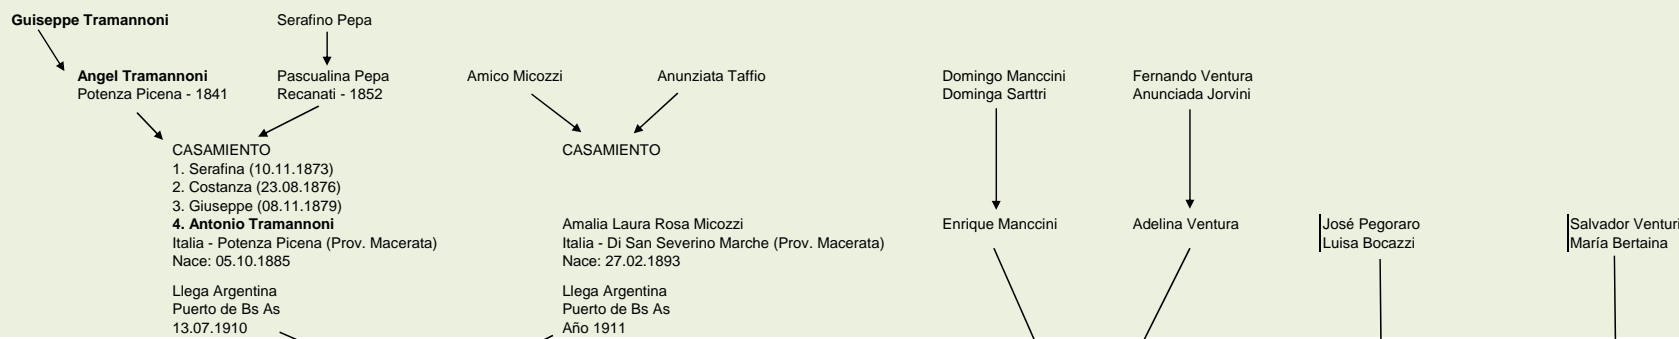 Guiseppe Tramannoni
Serafino Pepa
Angel Tramannoni
Potenza Picena - 1841
Pascualina Pepa
Recanati - 1852
Amico Micozzi
Anunziata Taffio
Domingo Manccini
Dominga Sarttri
Fernando Ventura
Anunciada Jorvini
CASAMIENTO
1. Serafina (10.11.1873)
2. Costanza (23.08.1876)
3. Giuseppe (08.11.1879)
4. Antonio Tramannoni
Italia - Potenza Picena (Prov. Macerata)
Nace: 05.10.1885
Llega Argentina
Puerto de Bs As
13.07.1910
CASAMIENTO
Amalia Laura Rosa Micozzi
Italia - Di San Severino Marche (Prov. Macerata)
Nace: 27.02.1893
Llega Argentina
Puerto de Bs As
Año 1911
Enrique Manccini
Adelina Ventura
José Pegoraro
Luisa Bocazzi
Salvador Venturi
María Bertaina